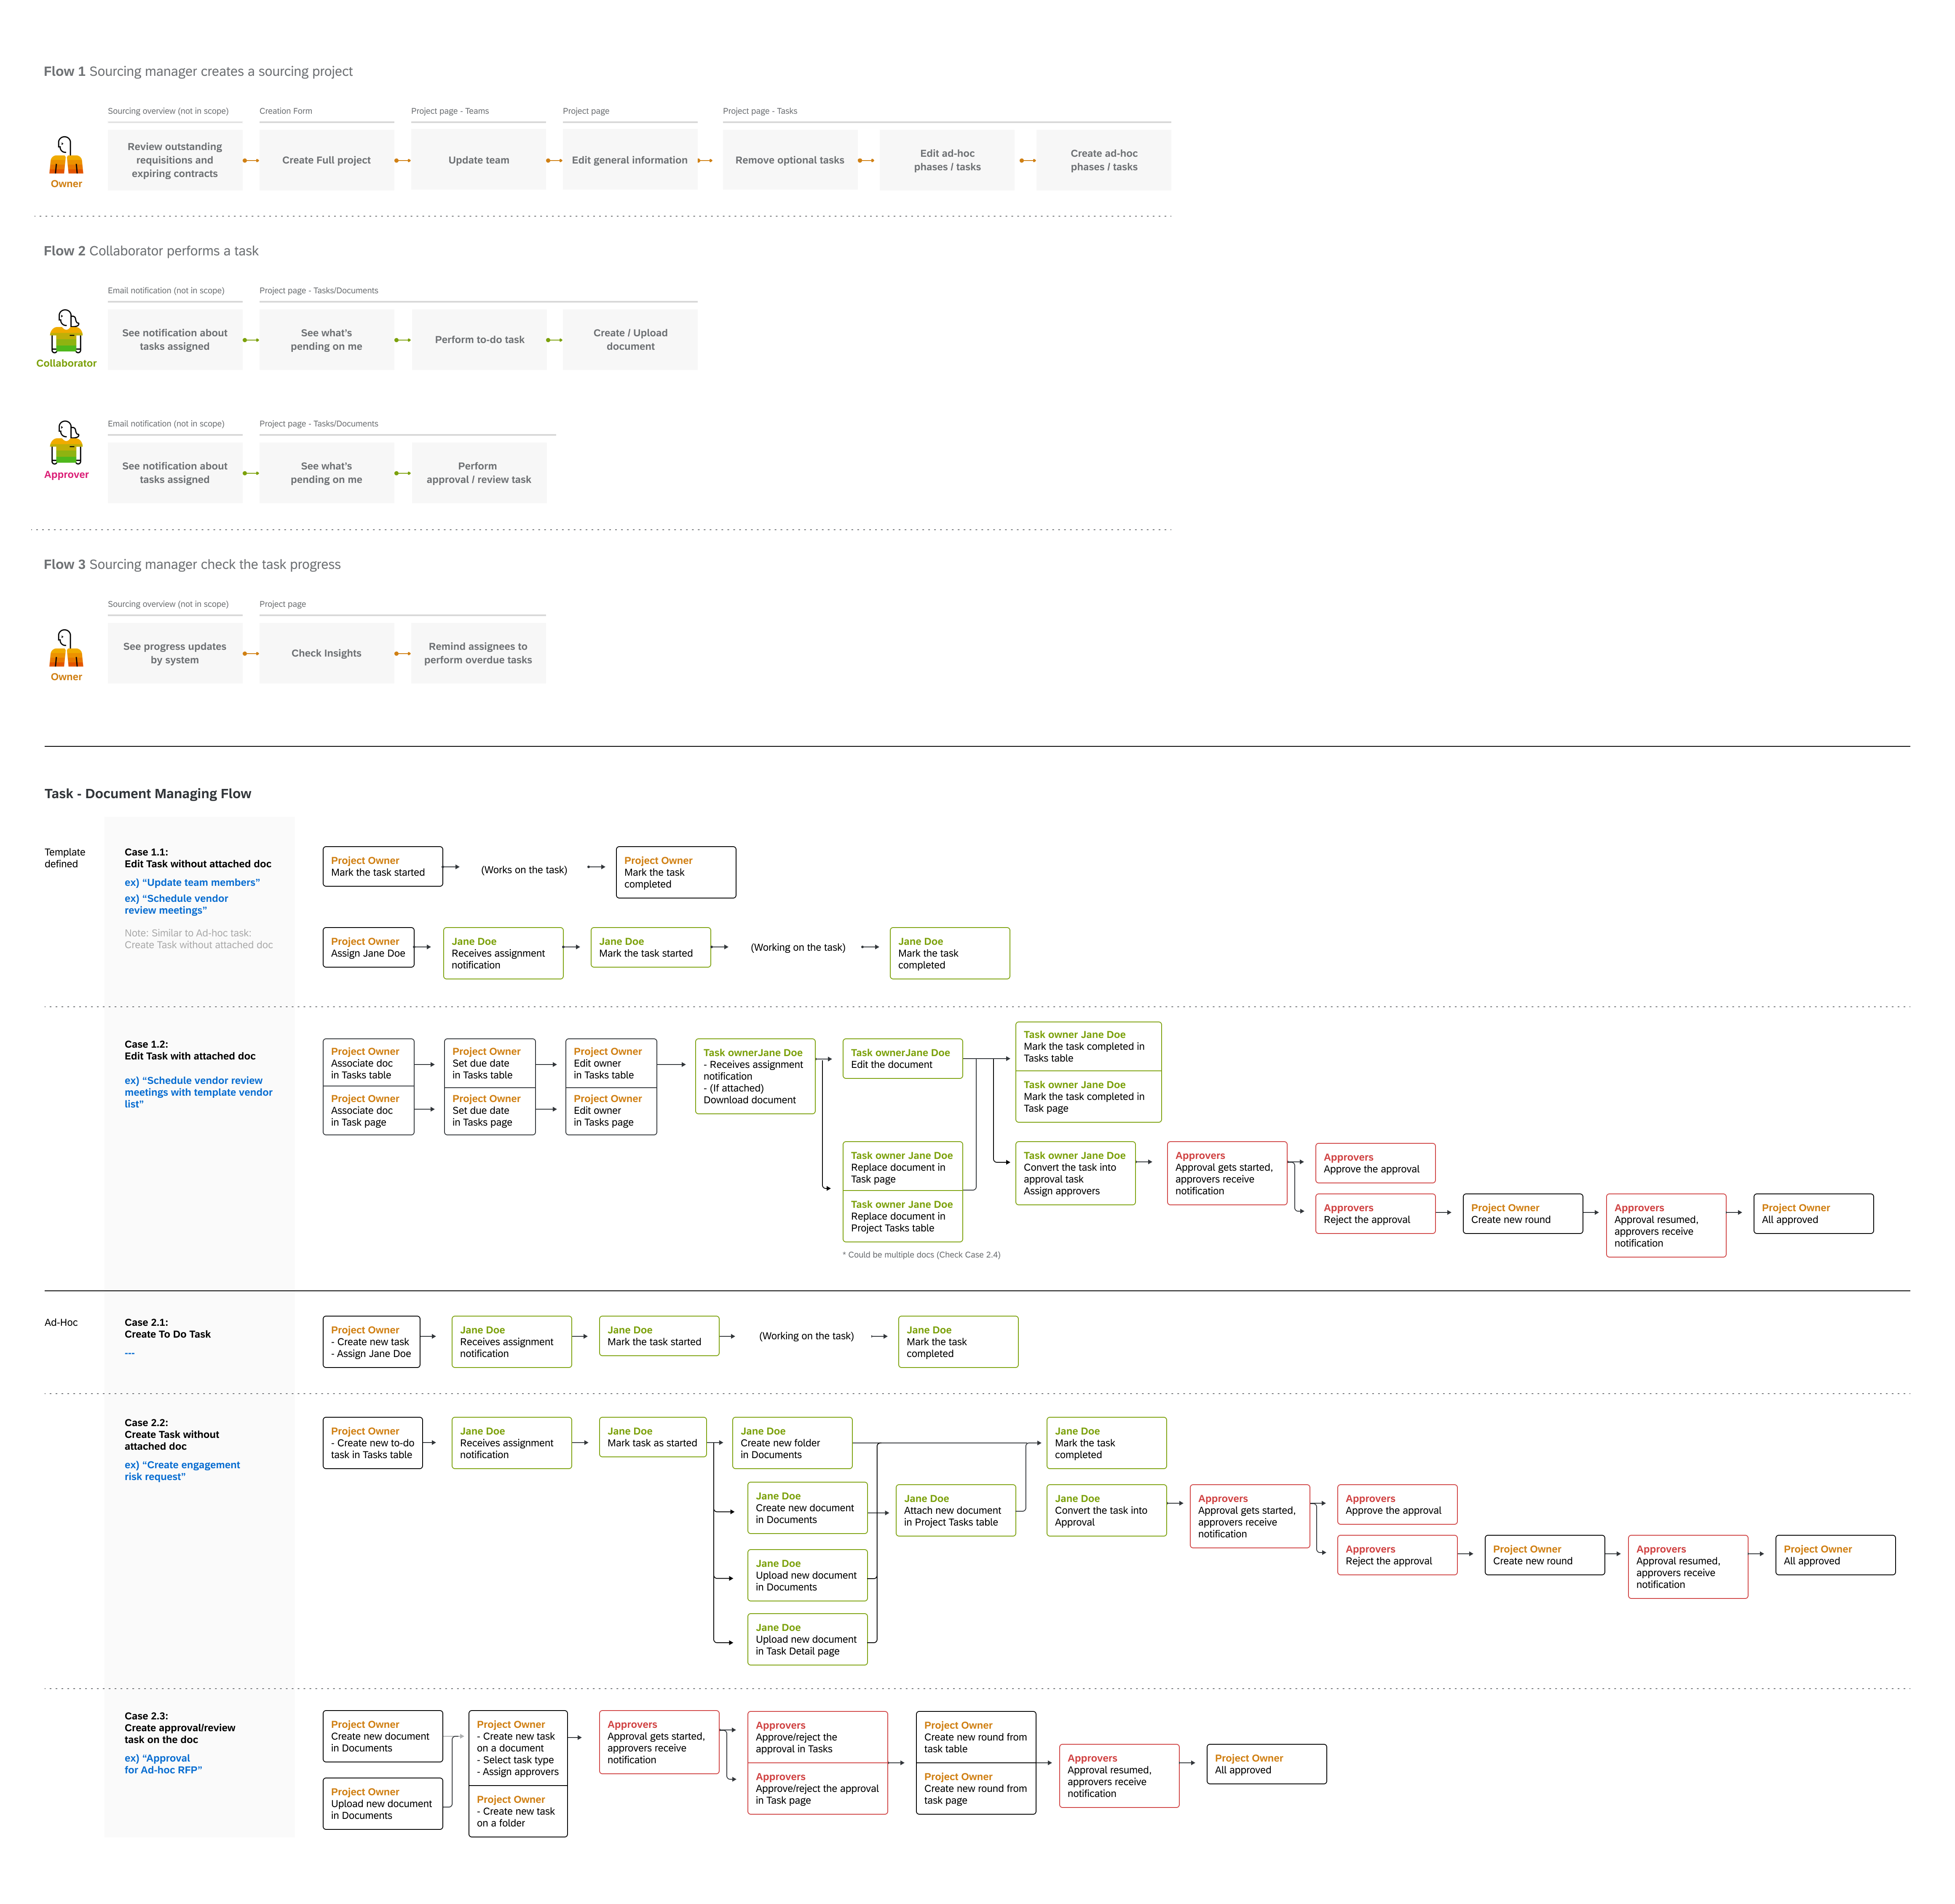 Flow 1 Sourcing manager creates a sourcing project
Sourcing overview (not in scope)
Creation Form
Project page - Teams
Project page
Project page - Tasks
Owner
Review outstanding
requisitions and
expiring contracts
Create Full project
Update team
Edit general information
Remove optional tasks
Edit ad-hoc
phases / tasks
Create ad-hoc
phases / tasks
Flow 2 Collaborator performs a task
Email notification (not in scope)
Project page - Tasks/Documents
Collaborator
See notification about
tasks assigned
See what's
pending on me
Perform to-do task
Create / Upload
document
Email notification (not in scope)
Project page - Tasks/Documents
Approver
See notification about
tasks assigned
See what's
pending on me
Perform
approval / review task
Flow 3 Sourcing manager check the task progress
Sourcing overview (not in scope)
Project page
Owner
See progress updates
by system
Check Insights
Remind assignees to
perform overdue tasks
Task - Document Managing Flow
Template
defined
Case 1.1:
Edit Task without attached doc
ex) “Update team members”
ex) “Schedule vendor
review meetings”
Note: Similar to Ad-hoc task:
Create Task without attached doc
Project Owner
Mark the task started
(Works on the task)
Project Owner
Mark the task
completed
Project Owner
Assign Jane Doe
Jane Doe
Receives assignment
notification
Jane Doe
Mark the task started
(Working on the task)
Jane Doe
Mark the task
completed
Case 1.2:
Edit Task with attached doc
ex) “Schedule vendor review
meetings with template vendor
list”
Project Owner
Associate doc
in Tasks table
Project Owner
Associate doc
in Task page
Project Owner
Set due date
in Tasks table
Project Owner
Set due date
in Tasks page
Project Owner
Edit owner
in Tasks table
Project Owner
Edit owner
in Tasks page
Task ownerJane Doe
- Receives assignment
notification
- (If attached)
Download document
Task ownerJane Doe
Edit the document
Task owner Jane Doe
Replace document in
Task page
Task owner Jane Doe
Replace document in
Project Tasks table
* Could be multiple docs (Check Case 2.4)
Task owner Jane Doe
Mark the task completed in
Tasks table
Task owner Jane Doe
Mark the task completed in
Task page
Task owner Jane Doe
Convert the task into
approval task
Assign approvers
Approvers
Approval gets started,
approvers receive
notification
Approvers
Approve the approval
Approvers
Reject the approval
Project Owner
Create new round
Approvers
Approval resumed,
approvers receive
notification
Project Owner
All approved
Ad-Hoc
Case 2.1:
Create To Do Task
---
Project Owner
- Create new task
- Assign Jane Doe
Jane Doe
Receives assignment
notification
Jane Doe
Mark the task started
(Working on the task)
Jane Doe
Mark the task
completed
Case 2.2:
Create Task without
attached doc
ex) “Create engagement
risk request”
Project Owner
- Create new to-do
task in Tasks table
Jane Doe
Receives assignment
notification
Jane Doe
Mark task as started
Jane Doe
Create new folder
in Documents
Jane Doe
Create new document
in Documents
Jane Doe
Upload new document
in Documents
Jane Doe
Upload new document
in Task Detail page
Jane Doe
Attach new document
in Project Tasks table
Jane Doe
Mark the task
completed
Jane Doe
Convert the task into
Approval
Approvers
Approval gets started,
approvers receive
notification
Approvers
Approve the approval
Approvers
Reject the approval
Project Owner
Create new round
Approvers
Approval resumed,
approvers receive
notification
Project Owner
All approved
Case 2.3:
Create approval/review
task on the doc
ex) “Approval
for Ad-hoc RFP”
Project Owner
Create new document
in Documents
Project Owner
Upload new document
in Documents
Project Owner
- Create new task
on a document
- Select task type
- Assign approvers
Project Owner
- Create new task
on a folder
Approvers
Approval gets started,
approvers receive
notification
Approvers
Approve/reject the
approval in Tasks
Approvers
Approve/reject the approval
in Task page
Project Owner
Create new round from
task table
Project Owner
Create new round from
task page
Approvers
Approval resumed,
approvers receive
notification
Project Owner
All approved